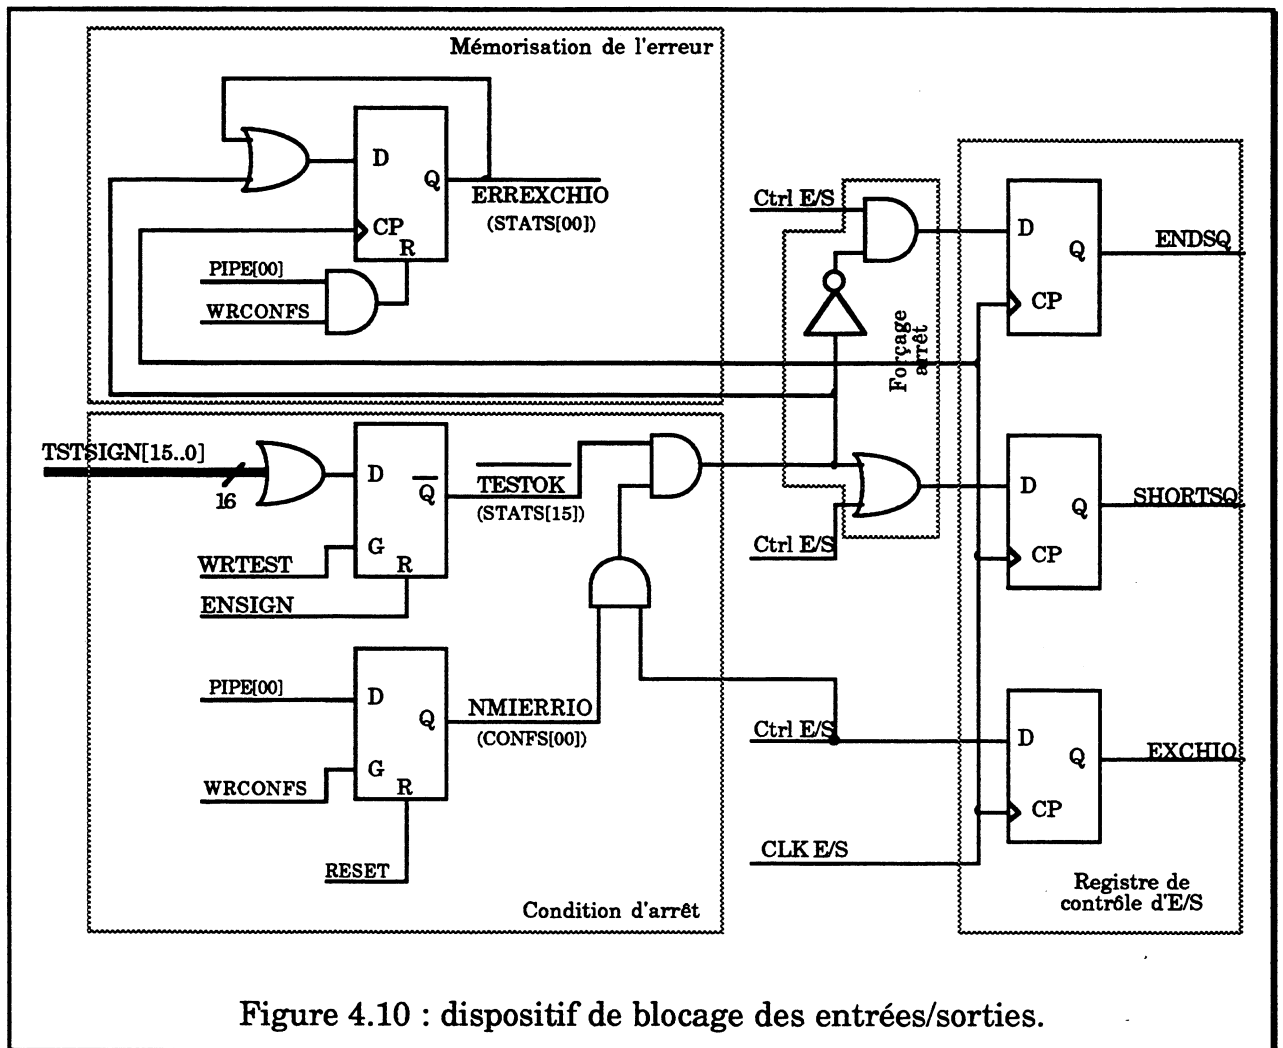 Mémorisation de l'erreur
D
Q
CP
R
ERREXCHIO
(STATS[00])
PIPE[00]
WRCONFS
Ctrl E/S
D
Q
CP
ENDSQ
Forçage
arrêt
TSTSIGN[15..0]
16
D
Q
G
R
TESTOK
(STATS[15])
WRTEST
ENSIGN
Ctrl E/S
D
Q
CP
SHORTSQ
PIPE[00]
D
Q
G
R
NMIERRIO
(CONFS[00])
WRCONFS
RESET
Condition d'arrêt
Ctrl E/S
D
Q
CP
EXCHIO
CLK E/S
Registre de
contrôle d'E/S
Figure 4.10 : dispositif de blocage des entrées/sorties.